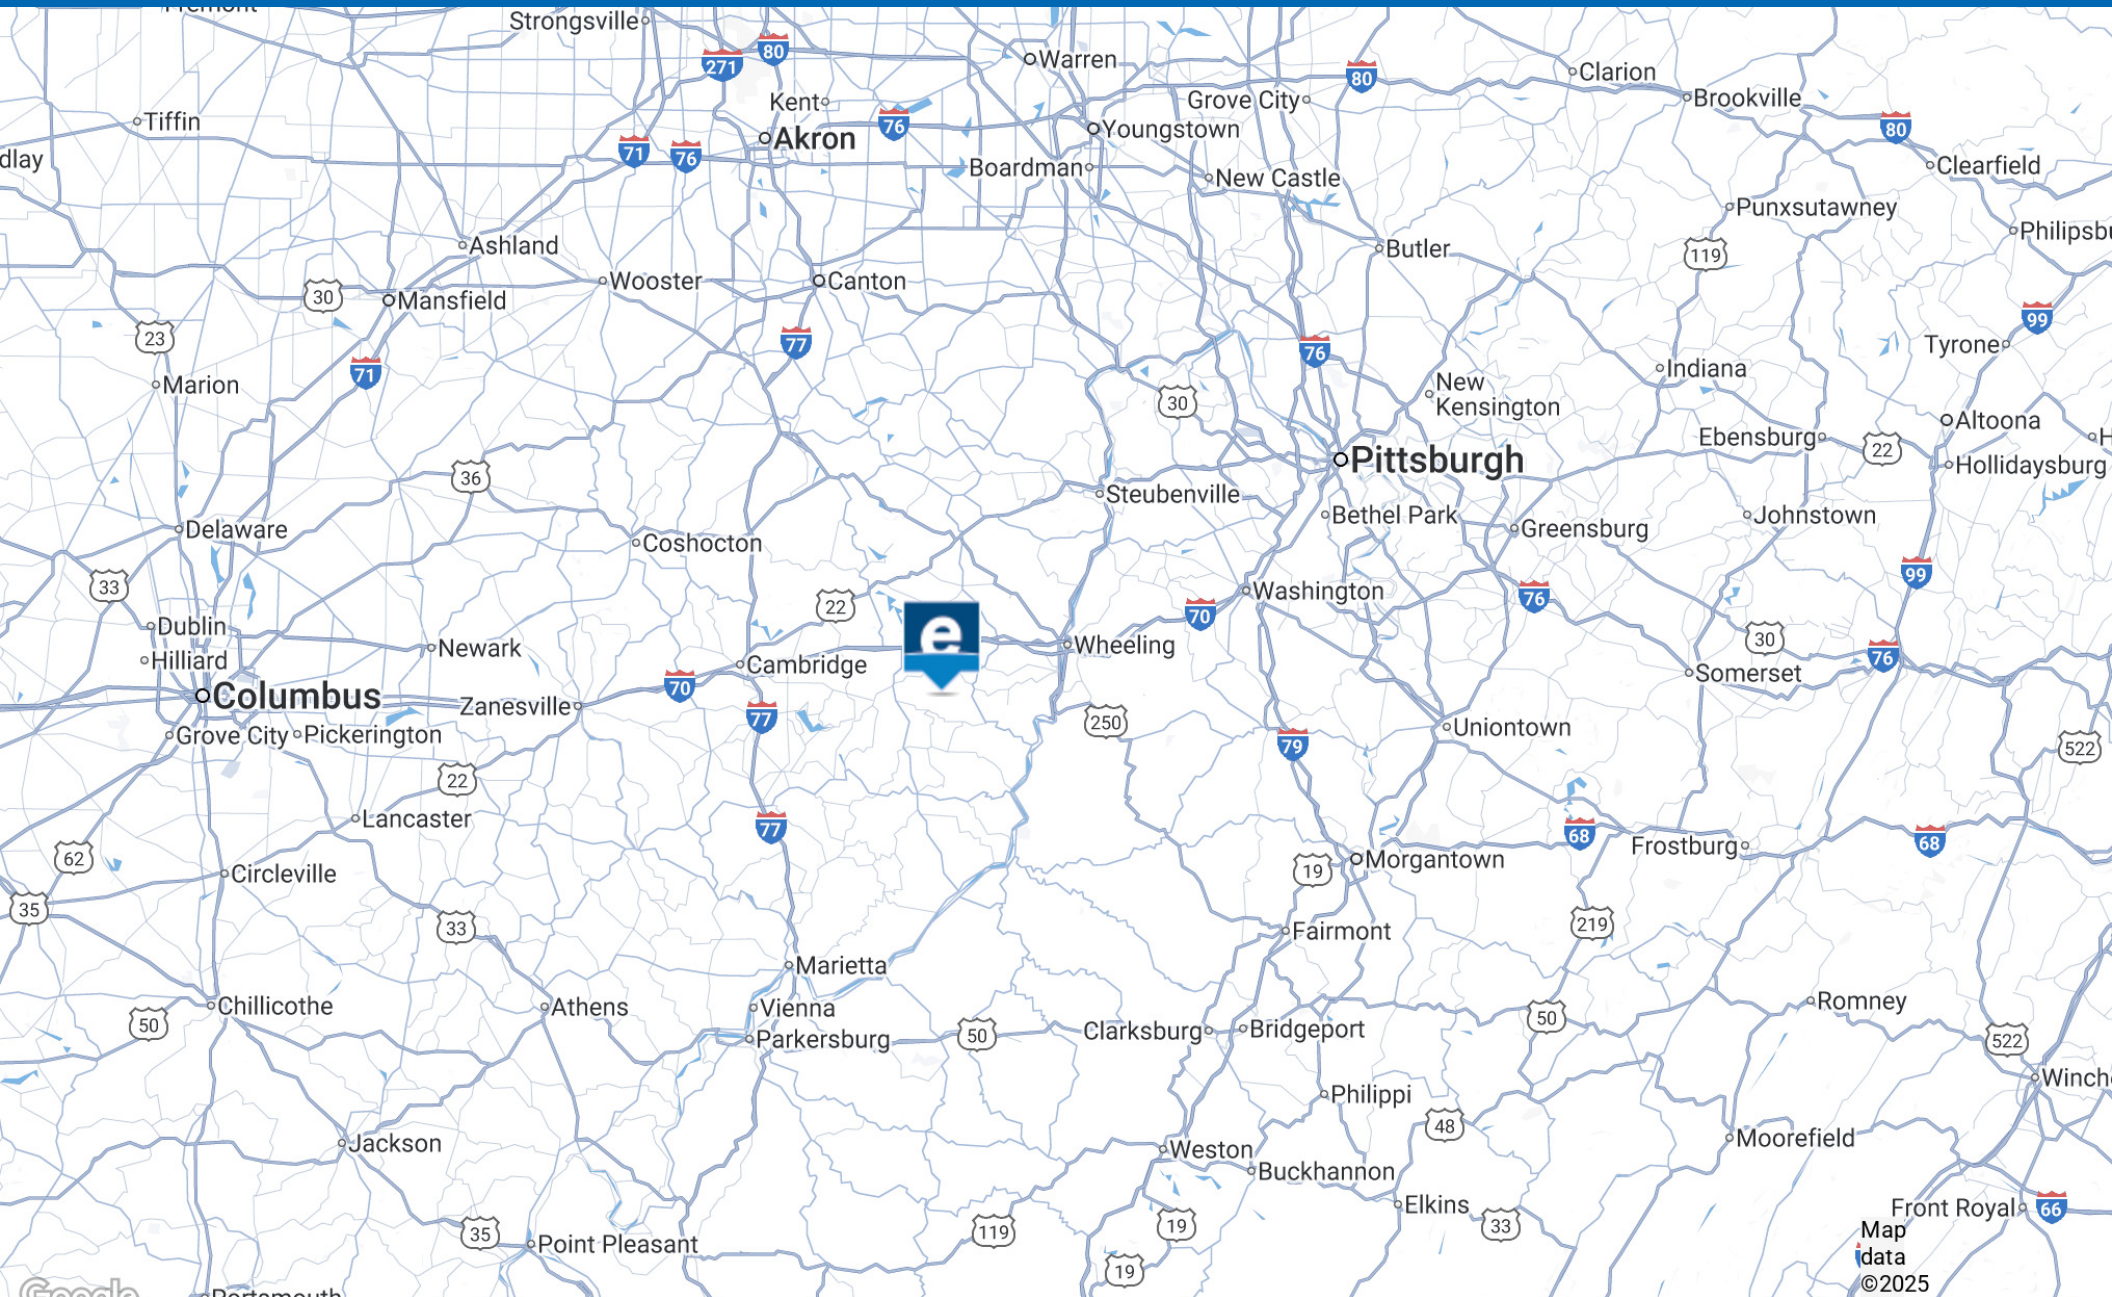 Fremont
Strongsville
271
80
Warren
80
Clarion
Kent
Grove City
Brookville
Tiffin
76
Akron
Youngstown
80
dlay
71
76
Boardman
New Castle
Clearfield
Punxsutawney
Philipsbu
Ashland
Butler
119
Wooster
Canton
30
Mansfield
99
23
77
76
Tyrone
71
Marion
Indiana
New
Kensington
30
Altoona
Ebensburg
22
H
Pittsburgh
Hollidaysburg
36
Steubenville
Bethel Park
Johnstown
Delaware
Greensburg
Coshocton
99
33
Washington
76
22
70
Dublin
e
30
Newark
Wheeling
Hilliard
Cambridge
76
70
Somerset
Columbus
Zanesville
77
250
Uniontown
Grove City
Pickerington
79
522
22
Lancaster
77
68
68
Frostburg
62
Morgantown
Circleville
19
35
33
219
Fairmont
Marietta
Chillicothe
Athens
Vienna
Romney
50
50
Parkersburg
50
Clarksburg
Bridgeport
522
Winch
Philippi
48
Jackson
Moorefield
Weston
Buckhannon
Elkins
Front Royal
66
35
119
19
33
Point Pleasant
Map
data
©2025
19
Google
Portsmouth